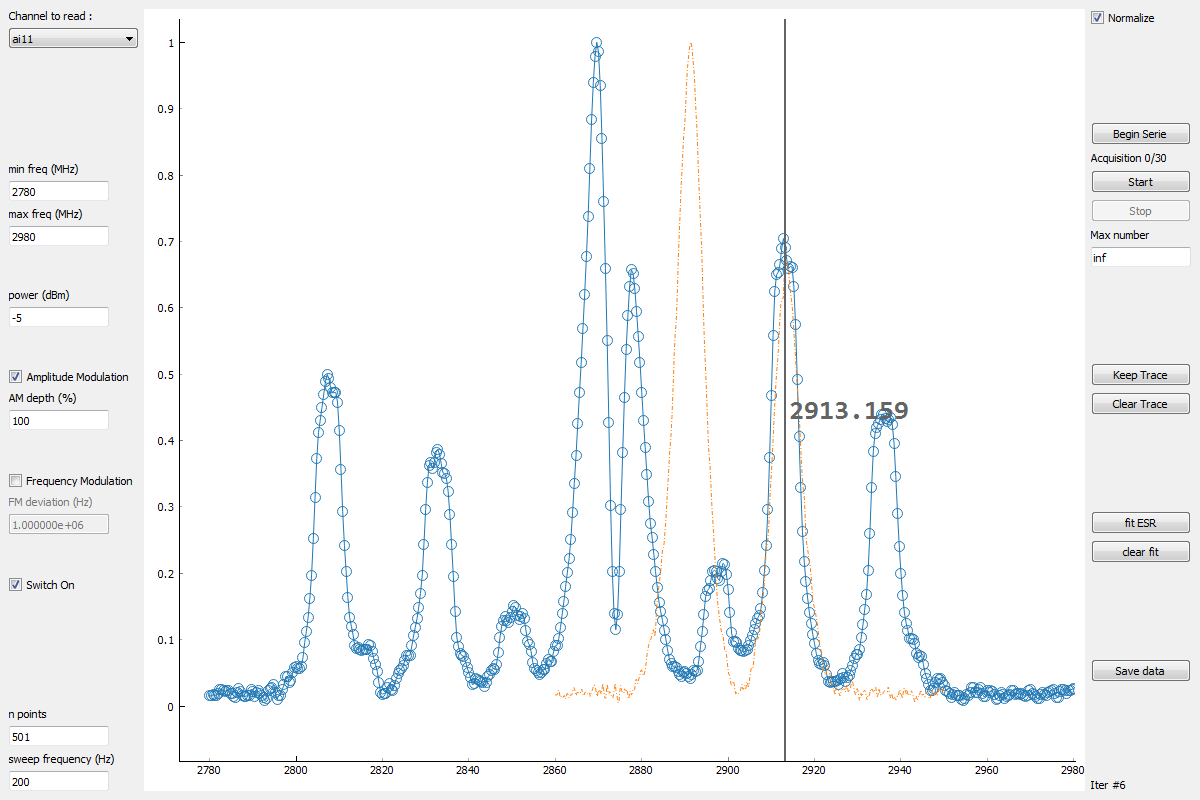 Channel to read :
ai11
min freq (MHz)
2780
max freq (MHz)
2980
power (dBm)
-5
Amplitude Modulation
AM depth (%)
100
Frequency Modulation
FM deviation (Hz)
1.000000e+06
Switch On
n points
501
sweep frequency (Hz)
200
1
0.9
0.8
0.7
0.6
0.5
0.4
0.3
0.2
0.1
0
2913.159
2780 2800 2820 2840 2860 2880 2900 2920 2940 2960 2980
Normalize
Begin Serie
Acquisition 0/30
Start
Stop
Max number
inf
Keep Trace
Clear Trace
fit ESR
clear fit
Save data
Iter #6